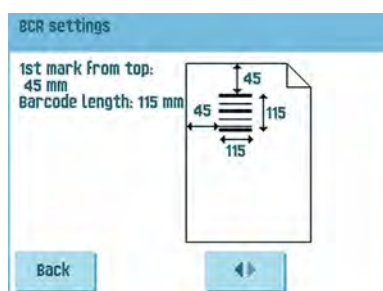 BCR settings
1st mark from top:
45 mm
Barcode length: 115 mm
45
45
115
115
Back